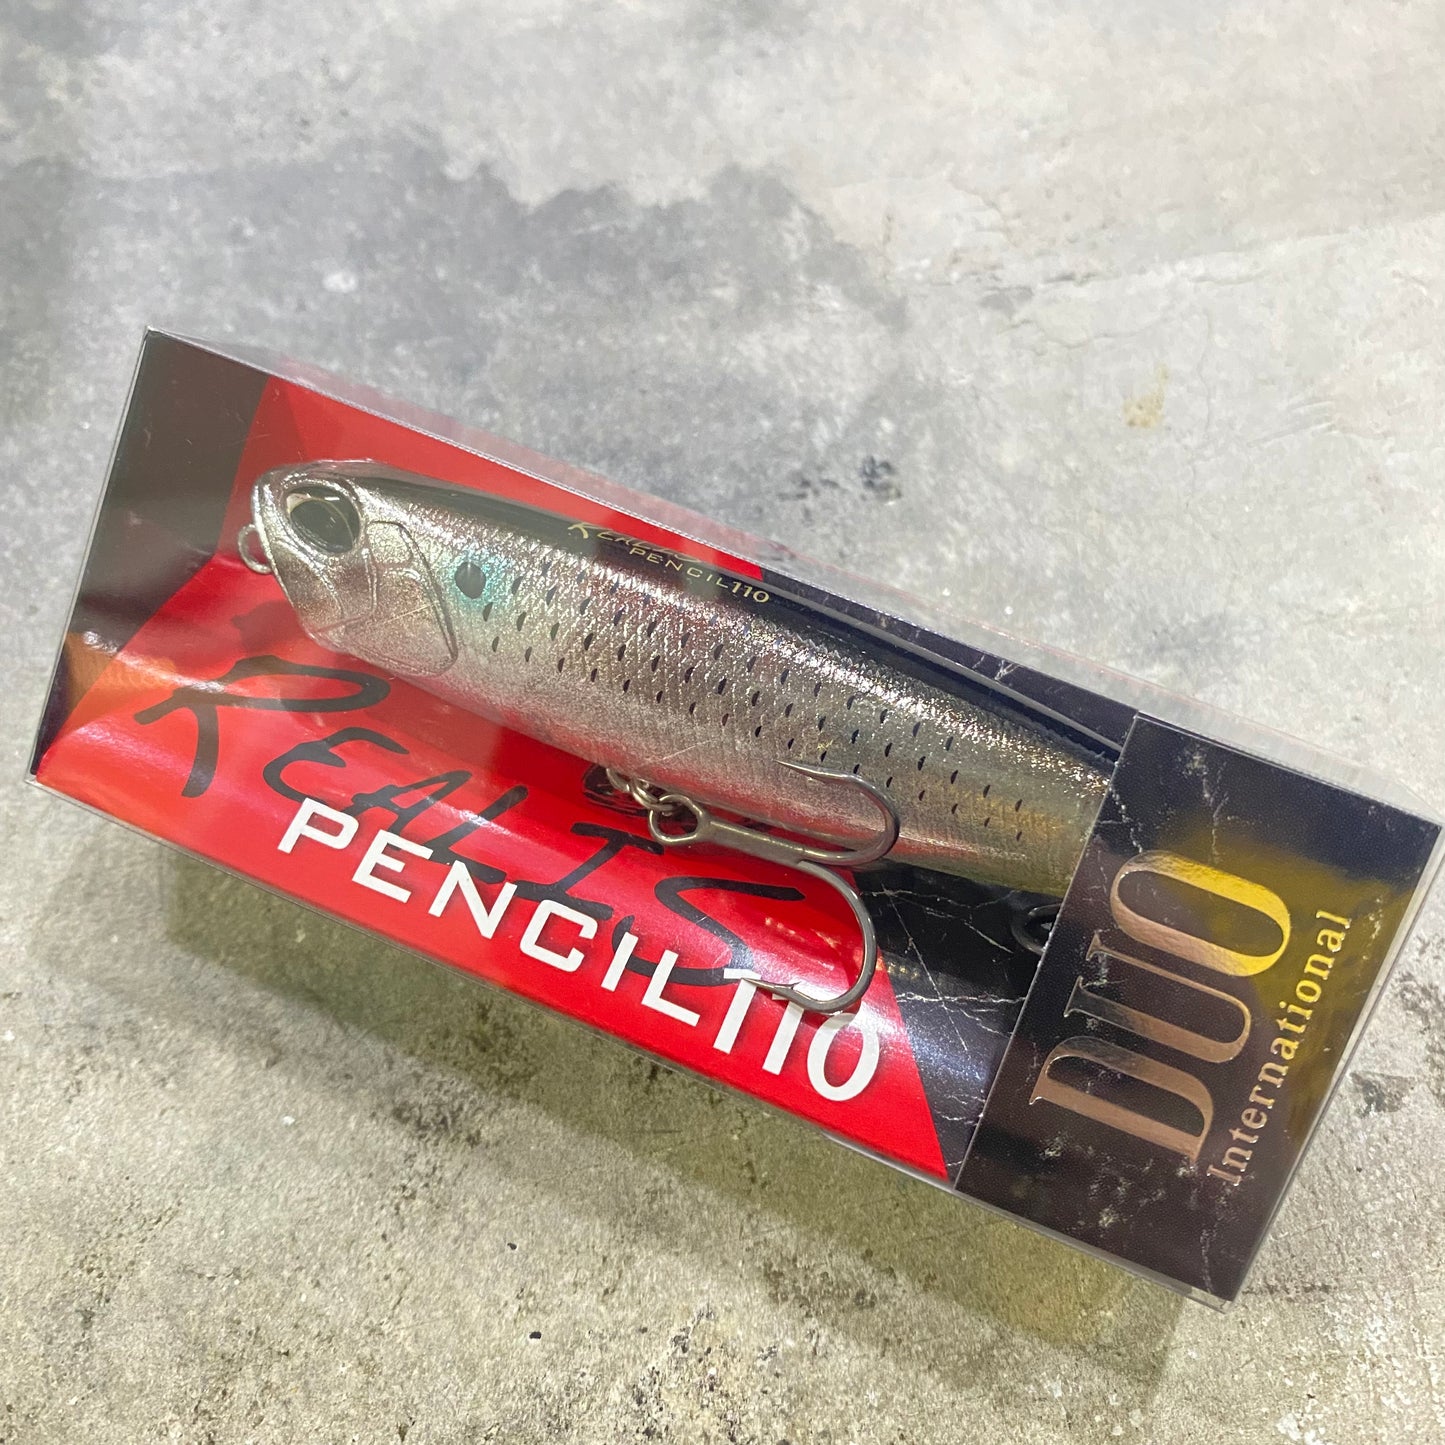 REALIS
PENCIL110
REALIS
PENCIL110
DUO
International